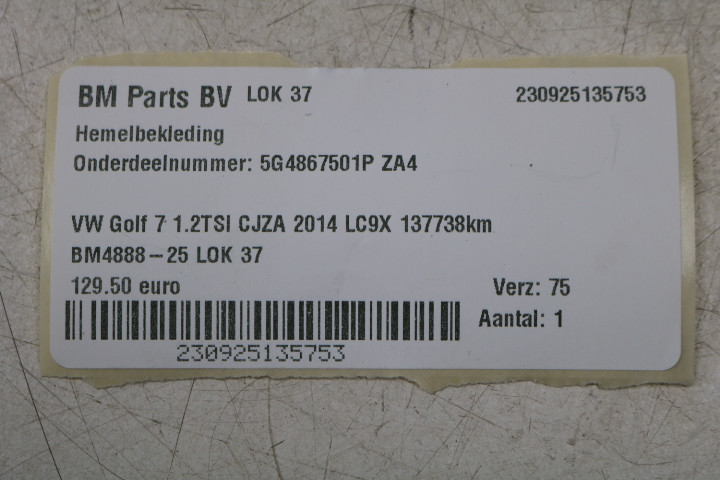 BM Parts BV LOK 37 230925135753
Hemelbekleding
Onderdeelnummer: 5G4867501P ZA4
VW Golf 7 1.2TSI CJZA 2014 LC9X 137738km
BM4888-25 LOK 37
129.50 euro Verz: 75
Aantal: 1
230925135753